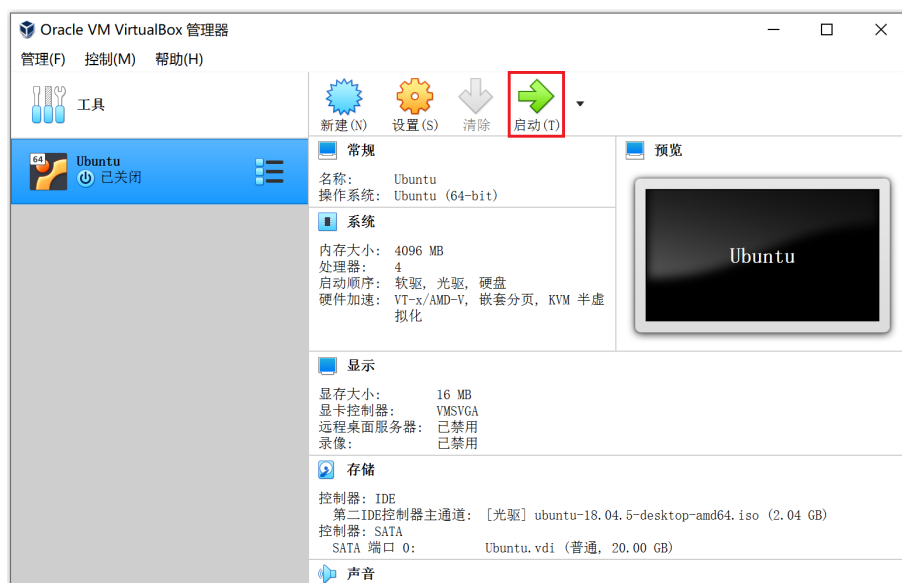 Oracle VM VirtualBox 管理器
管理(F) 控制(M) 帮助(H)
工具
新建(N) 设置(S) 清除 启动(T)
64
Ubuntu
已关闭
常规
名称: Ubuntu
操作系统: Ubuntu (64-bit)
预览
Ubuntu
系统
内存大小: 4096 MB
处理器: 4
启动顺序: 软驱, 光驱, 硬盘
硬件加速: VT-x/AMD-V, 嵌套分页, KVM 半虚
拟化
显示
显存大小: 16 MB
显卡控制器: VMSVGA
远程桌面服务器: 已禁用
录像: 已禁用
存储
控制器: IDE
第二IDE控制器主通道: [光驱] ubuntu-18.04.5-desktop-amd64.iso (2.04 GB)
控制器: SATA
SATA 端口 0: Ubuntu.vdi (普通, 20.00 GB)
声音